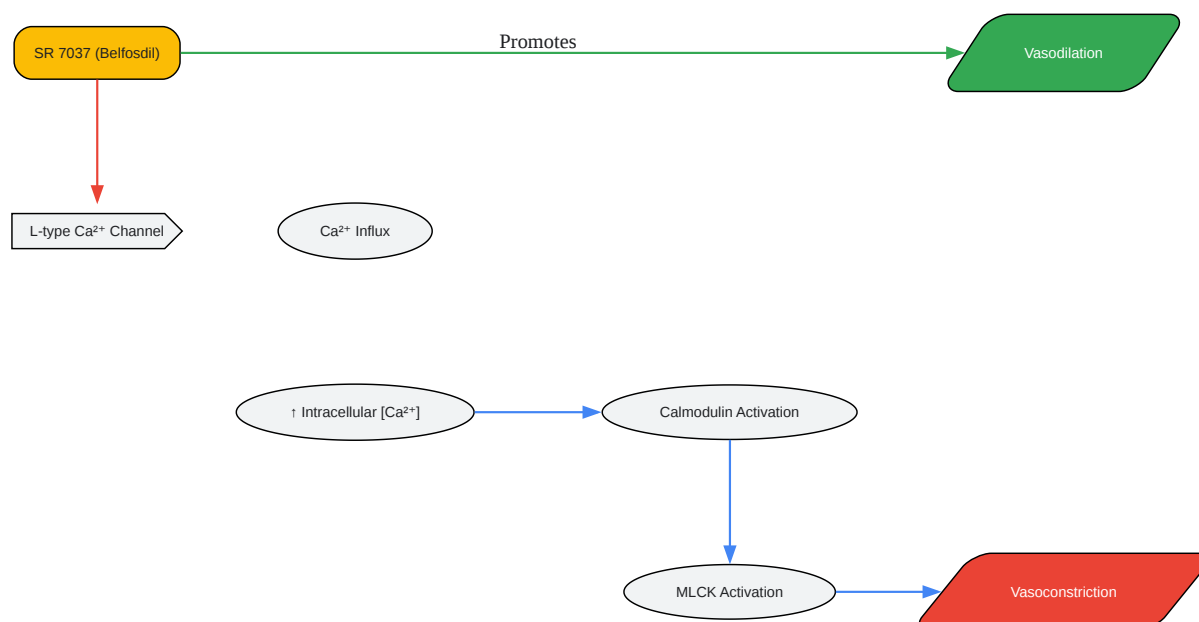 SR 7037 (Belfosdil)
Promotes
Vasodilation
L-type Ca²⁺ Channel
Ca²⁺ Influx
↑ Intracellular [Ca²⁺]
Calmodulin Activation
MLCK Activation
Vasoconstriction